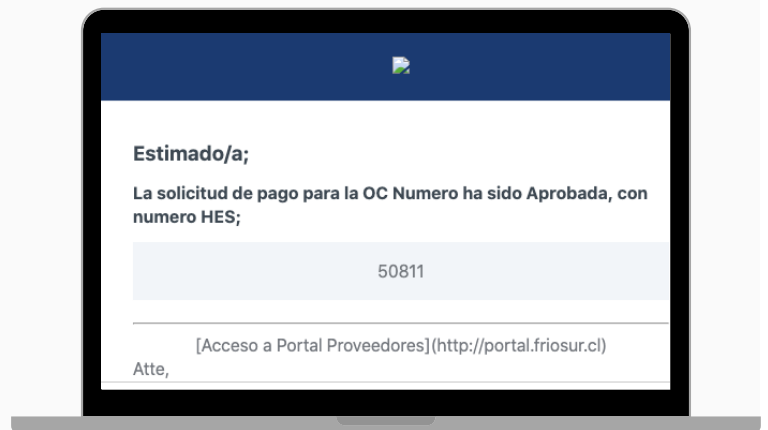 Estimado/a;
La solicitud de pago para la OC Numero ha sido Aprobada, con
numero HES;
50811
[Acceso a Portal Proveedores](http://portal.friosur.cl)
Atte,